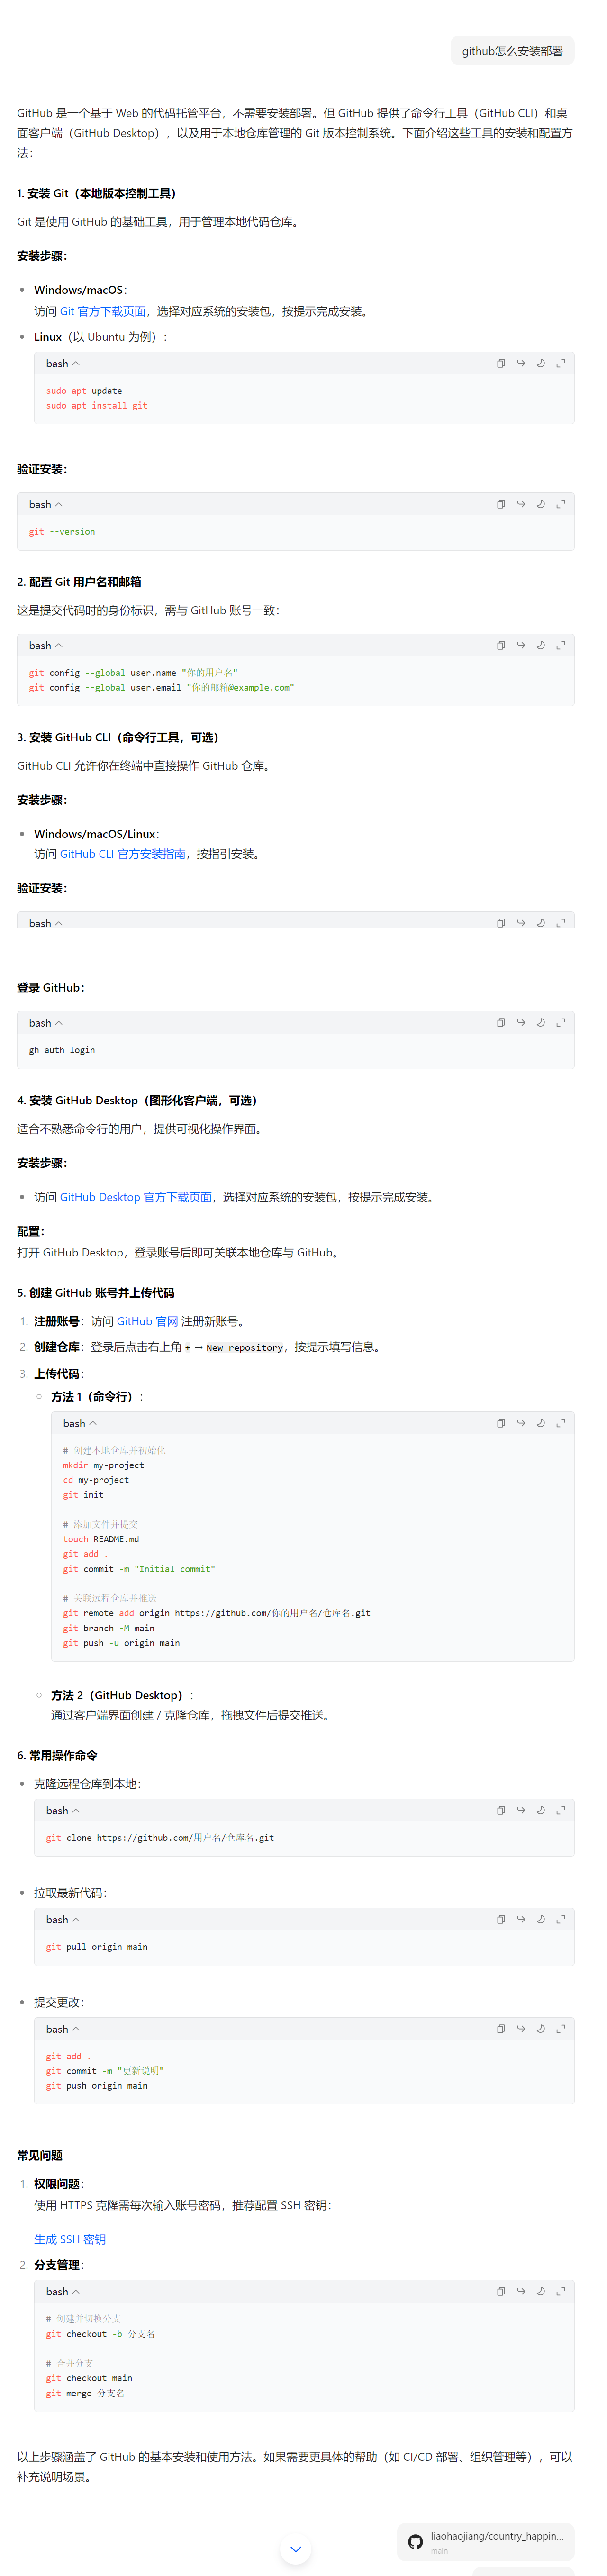 github怎么安装部署
GitHub 是一个基于 Web 的代码托管平台，不需要安装部署。但 GitHub 提供了命令行工具（GitHub CLI）和桌
面客户端（GitHub Desktop），以及用于本地仓库管理的 Git 版本控制系统。下面介绍这些工具的安装和配置方
法：
1. 安装 Git（本地版本控制工具）
Git 是使用 GitHub 的基础工具，用于管理本地代码仓库。
安装步骤：
Windows/macOS：
访问 Git 官方下载页面，选择对应系统的安装包，按提示完成安装。
Linux（以 Ubuntu 为例）：
bash
sudo apt update
sudo apt install git
验证安装：
bash
git --version
2. 配置 Git 用户名和邮箱
这是提交代码时的身份标识，需与 GitHub 账号一致：
bash
git config --global user.name "你的用户名"
git config --global user.email "你的邮箱@example.com"
3. 安装 GitHub CLI（命令行工具，可选）
GitHub CLI 允许你在终端中直接操作 GitHub 仓库。
安装步骤：
Windows/macOS/Linux：
访问 GitHub CLI 官方安装指南，按指引安装。
验证安装：
bash
登录 GitHub：
bash
gh auth login
4. 安装 GitHub Desktop（图形化客户端，可选）
适合不熟悉命令行的用户，提供可视化操作界面。
安装步骤：
访问 GitHub Desktop 官方下载页面，选择对应系统的安装包，按提示完成安装。
配置：
打开 GitHub Desktop，登录账号后即可关联本地仓库与 GitHub。
5. 创建 GitHub 账号并上传代码
1. 注册账号：访问 GitHub 官网 注册新账号。
2. 创建仓库：登录后点击右上角 + → New repository，按提示填写信息。
3. 上传代码：
方法 1（命令行）：
bash
# 创建本地仓库并初始化
mkdir my-project
cd my-project
git init
# 添加文件并提交
touch README.md
git add .
git commit -m "Initial commit"
# 关联远程仓库并推送
git remote add origin https://github.com/你的用户名/仓库名.git
git branch -M main
git push -u origin main
方法 2（GitHub Desktop）：
通过客户端界面创建 / 克隆仓库，拖拽文件后提交推送。
6. 常用操作命令
克隆远程仓库到本地：
bash
git clone https://github.com/用户名/仓库名.git
拉取最新代码：
bash
git pull origin main
提交更改：
bash
git add .
git commit -m "更新说明"
git push origin main
常见问题
1. 权限问题：
使用 HTTPS 克隆需每次输入账号密码，推荐配置 SSH 密钥：
生成 SSH 密钥
2. 分支管理：
bash
# 创建并切换分支
git checkout -b 分支名
# 合并分支
git checkout main
git merge 分支名
以上步骤涵盖了 GitHub 的基本安装和使用方法。如果需要更具体的帮助（如 CI/CD 部署、组织管理等），可以
补充说明场景。
liaohaojiang/country_happin...
main